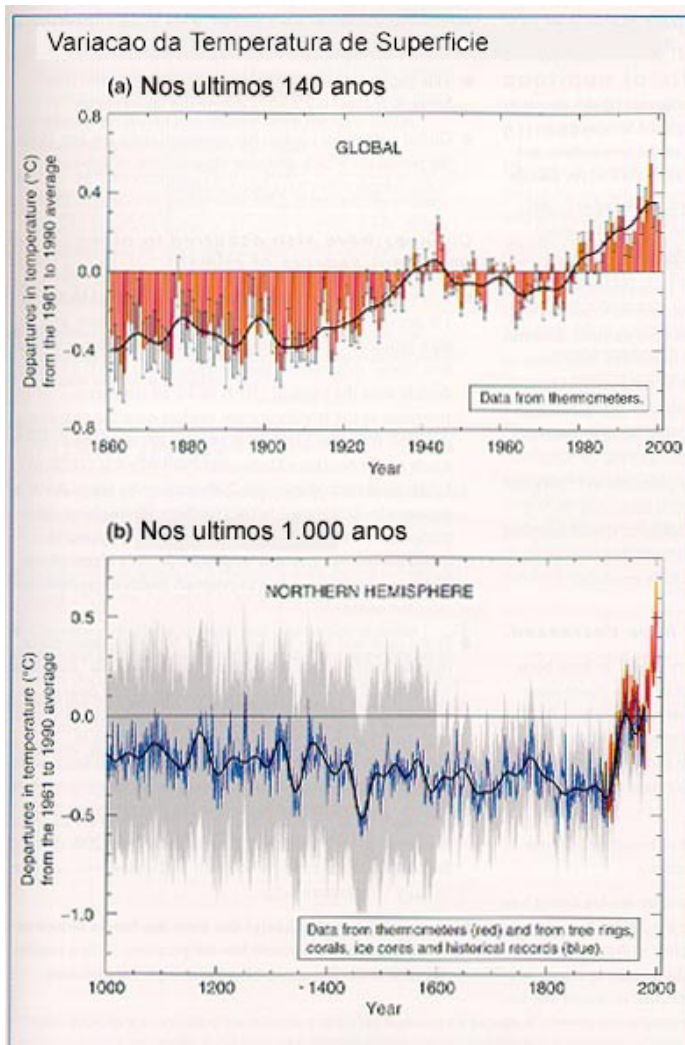 Variacao da Temperatura de Superficie
(a) Nos ultimos 140 anos
0.8
GLOBAL
0.4
0.0
−0.4
−0.8
Departures in temperature (°C)
from the 1961 to 1990 average
Data from thermometers.
1860 1880 1900 1920 1940 1960 1980 2000
Year
(b) Nos ultimos 1.000 anos
NORTHERN HEMISPHERE
0.5
0.0
−0.5
−1.0
Departures in temperature (°C)
from the 1961 to 1990 average
Data from thermometers (red) and from tree rings,
corals, ice cores and historical records (blue).
1000 1200 1400 1600 1800 2000
Year